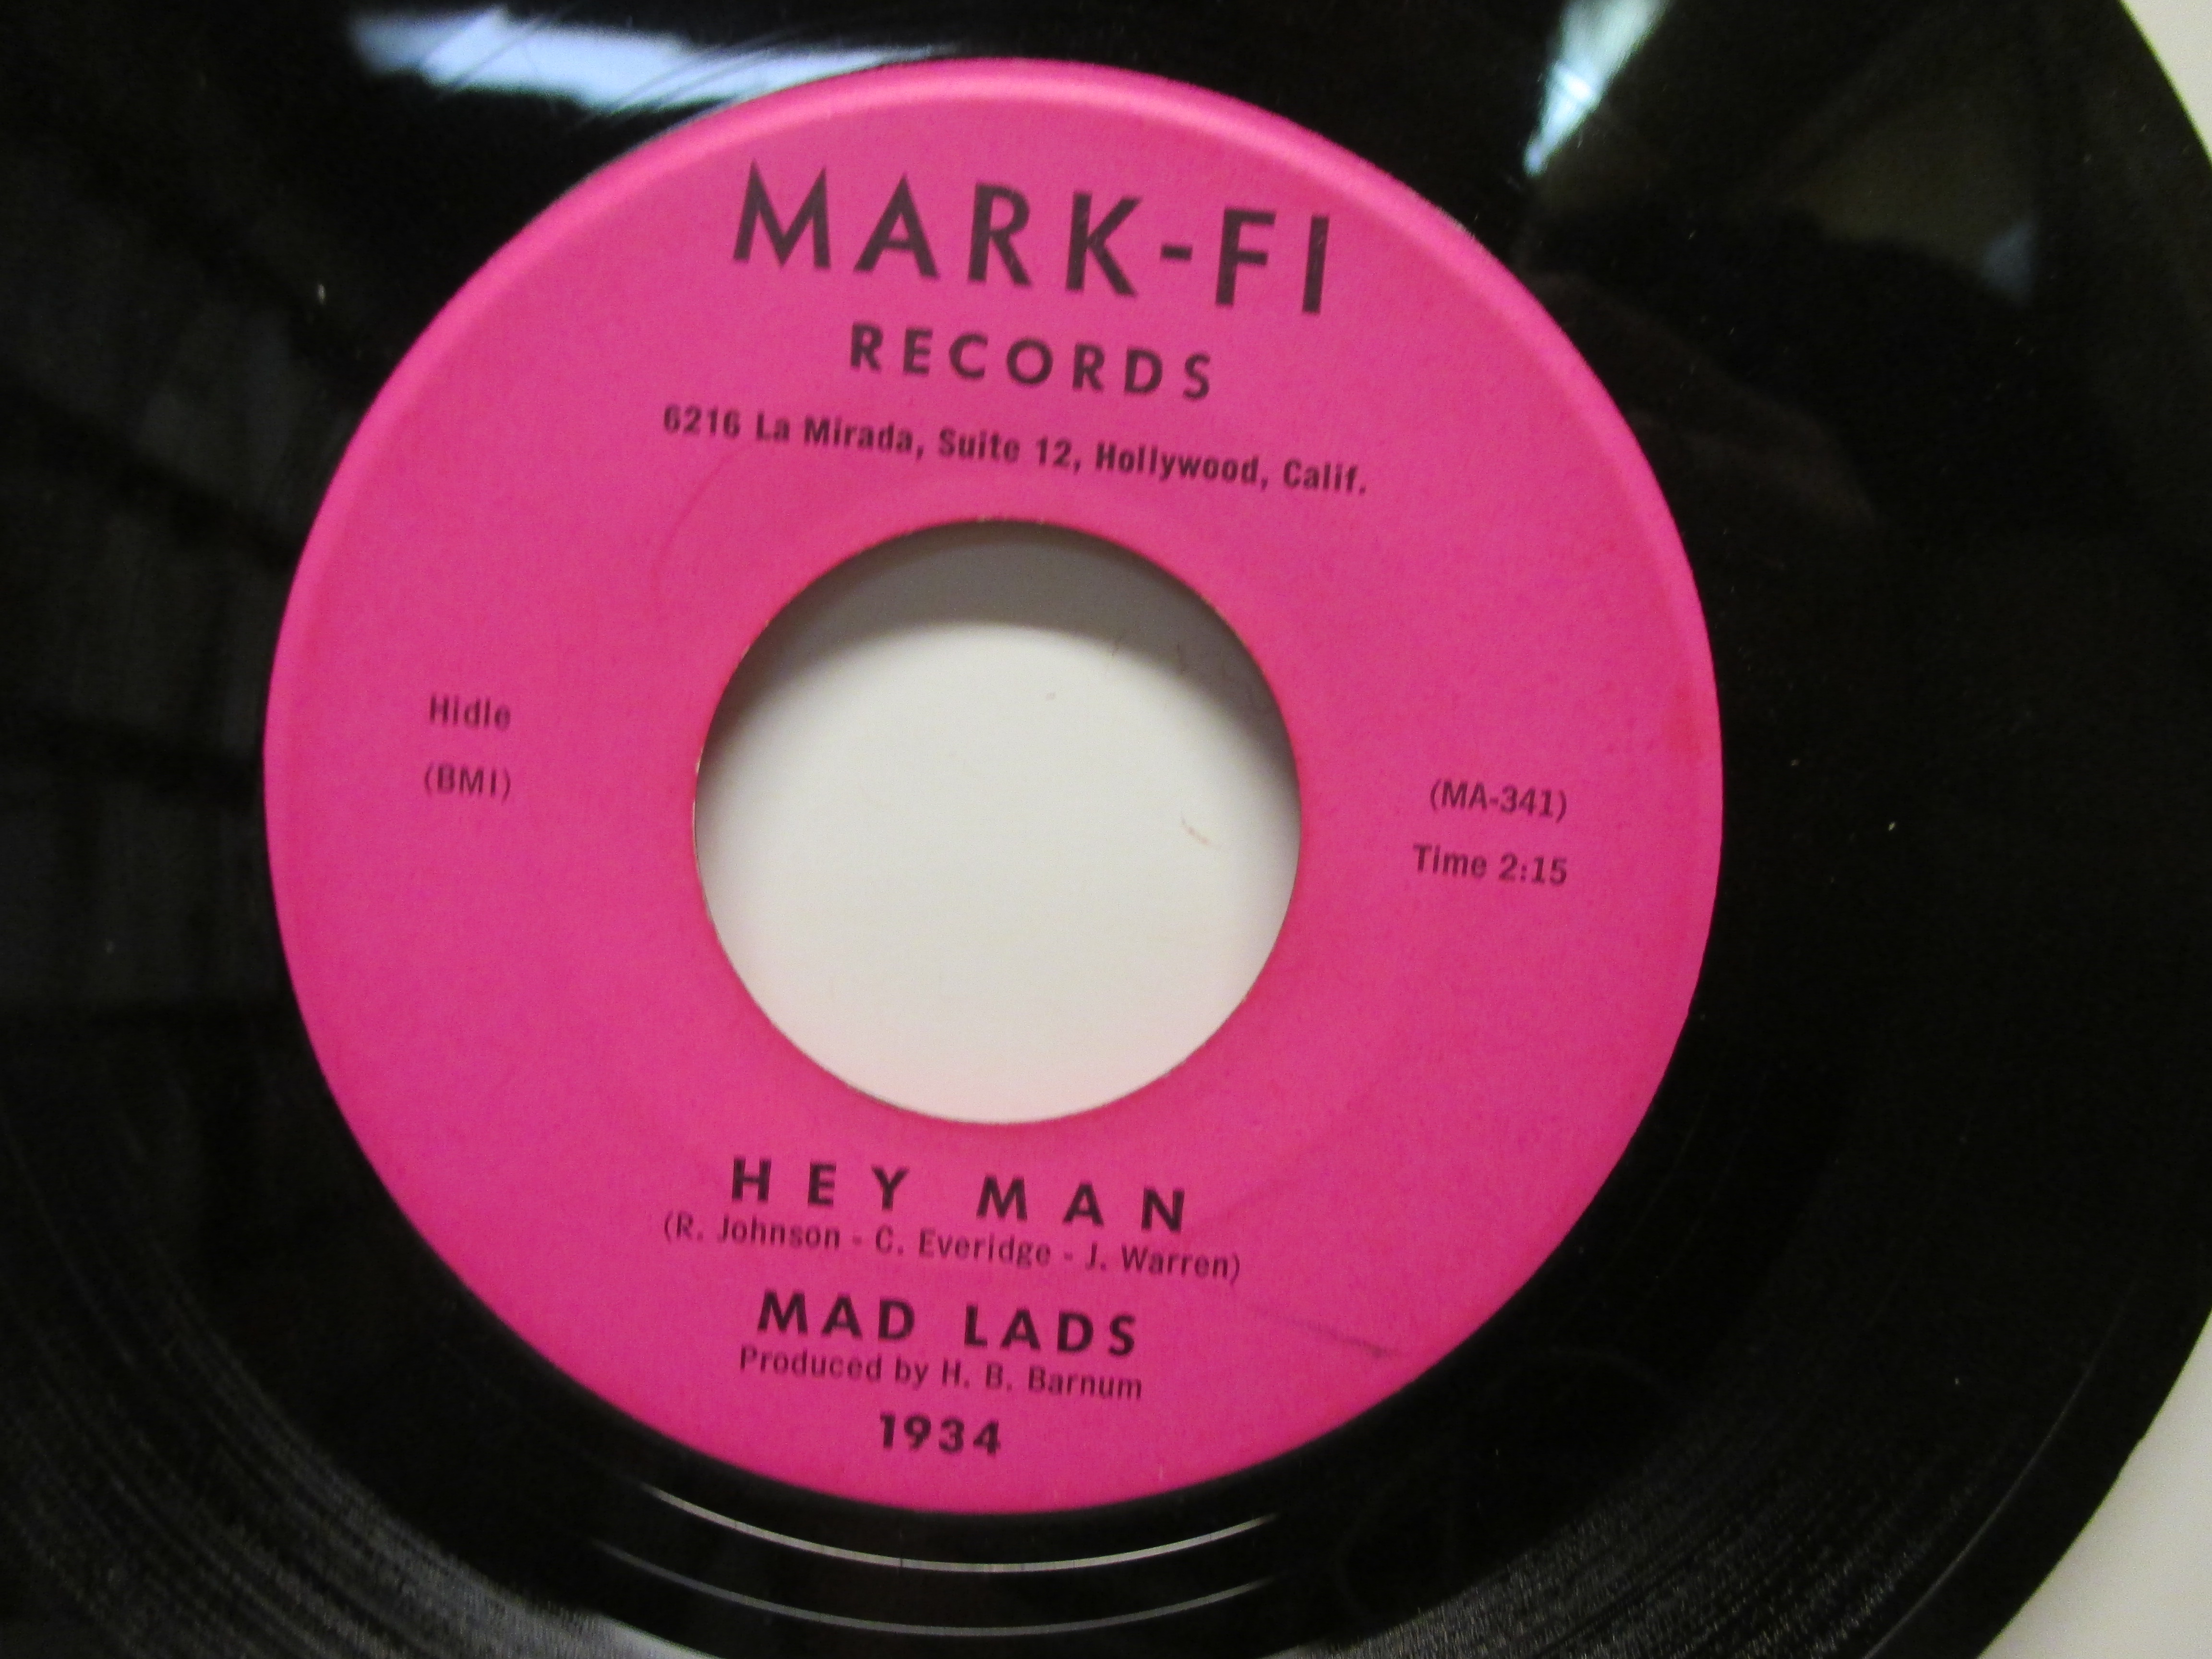 MARK-FI
RECORDS
6216 La Mirada, Suite 12, Hollywood, Calif.
Hidle
(BMI)
(MA-341)
Time 2:15
HEY MAN
(R. Johnson - C. Everidge - J. Warren)
MAD LADS
Produced by H. B. Barnum
1934